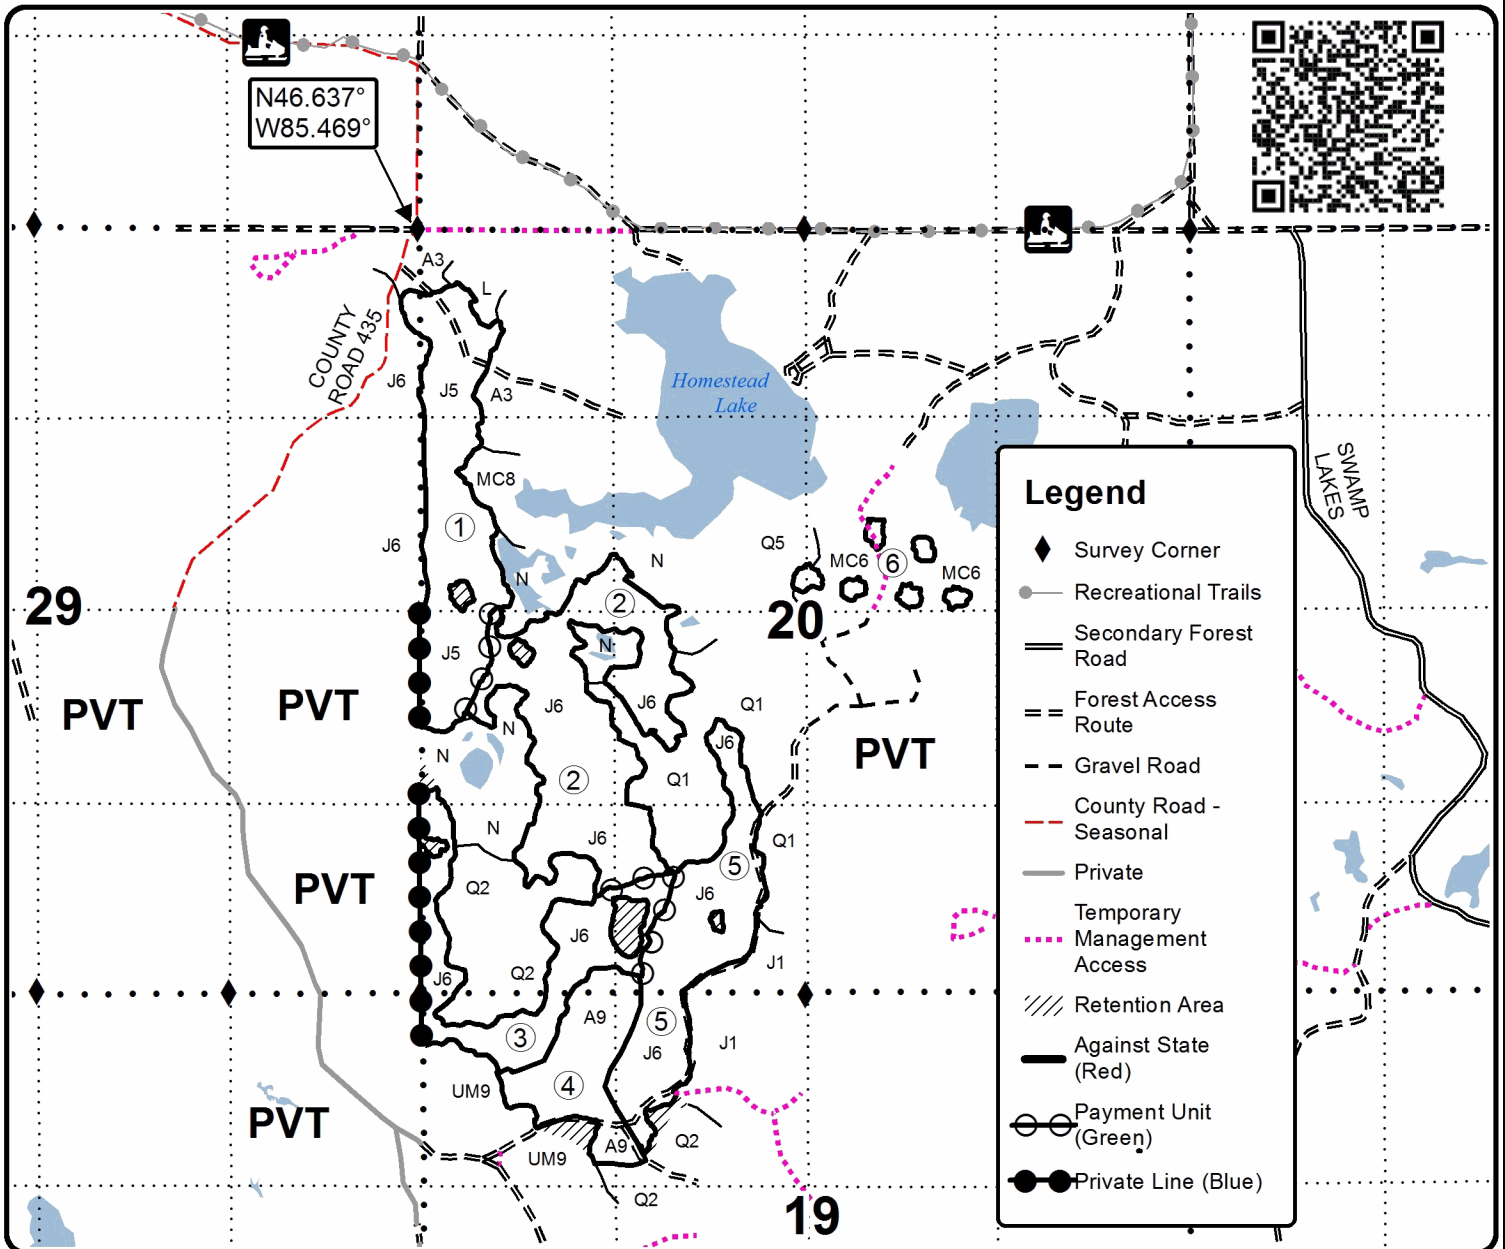 N46.637°
W85.469°
A3
L
COUNTY
ROAD 435
J6
J5
A3
Homestead
Lake
MC8
1
J6
N
N
Q5
MC6
6
MC6
SWAMP
LAKES
29
2
20
J5
N
J6
J6
Q1
PVT
PVT
N
N
J6
PVT
2
Q1
N
J6
Q1
5
PVT
Q2
J6
J6
Q2
J6
J1
A9
5
3
J6
J1
4
UM9
PVT
A9
Q2
UM9
Q2
19
Legend
Survey Corner
Recreational Trails
Secondary Forest
Road
Forest Access
Route
Gravel Road
County Road -
Seasonal
Private
Temporary
Management
Access
Retention Area
Against State
(Red)
Payment Unit
(Green)
Private Line (Blue)